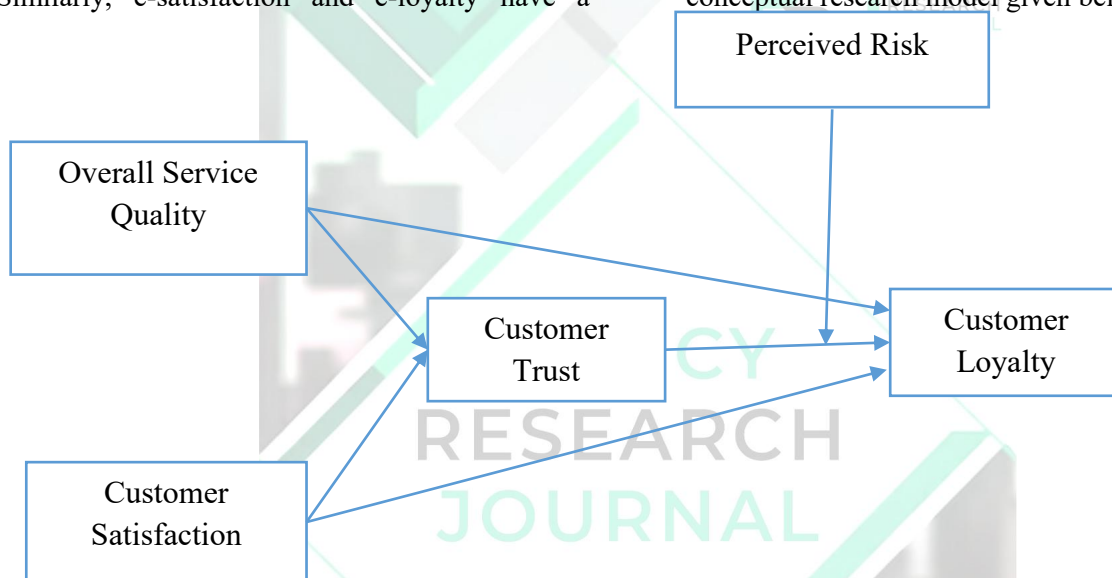 Similarly, e-satisfaction and e-loyalty have a
conceptual research model given bel
Perceived Risk
Overall Service
Quality
Customer
Trust
Customer
Loyalty
CY
RESEARCH
JOURNAL
Customer
Satisfaction